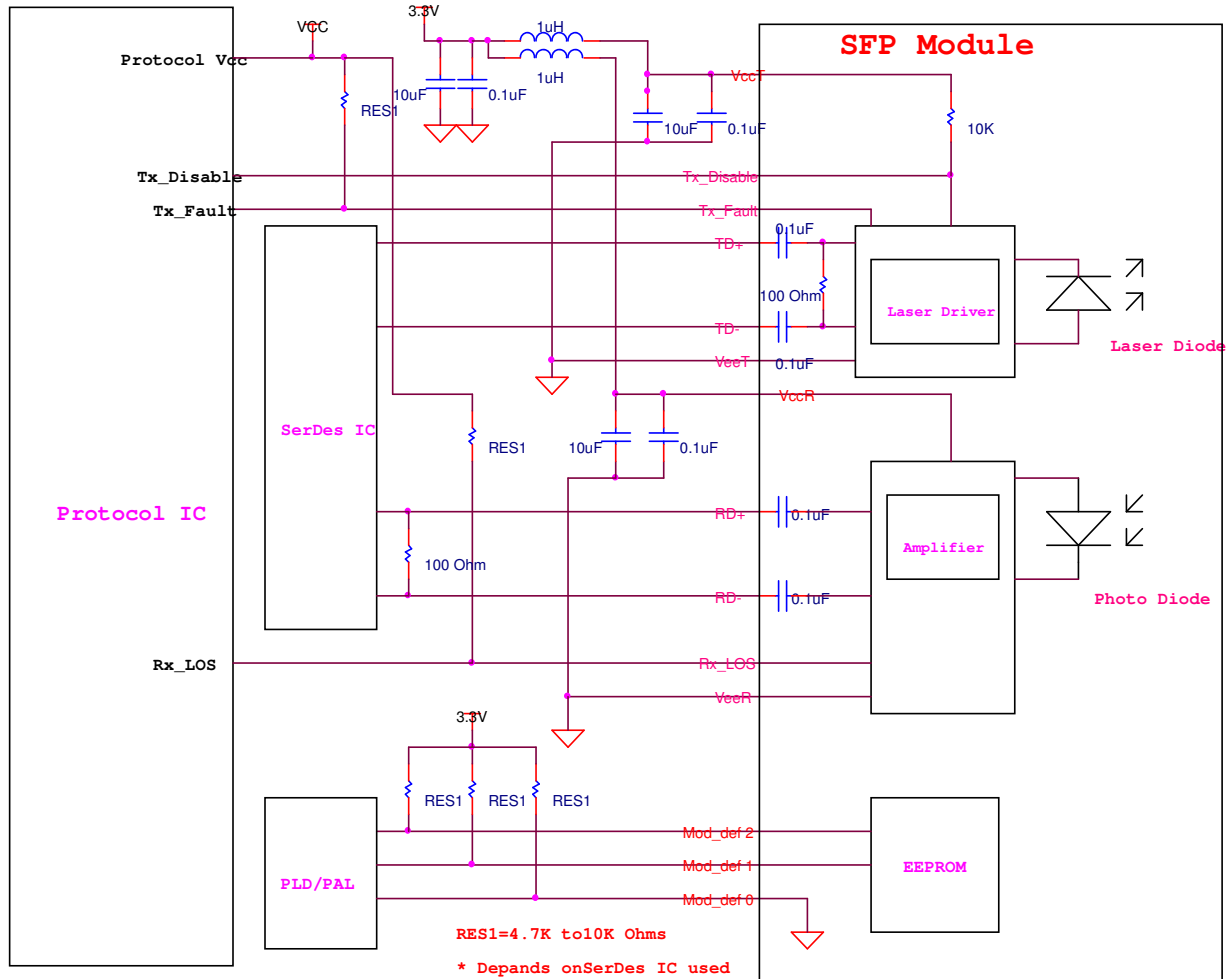 3.3V
VCC
1uH
SFP Module
Protocol Vcc
1uH
VccT
10uF
0.1uF
RES1
10uF
0.1uF
10K
Tx_Disable
Tx_Disable
Tx_Fault
Tx_Fault
0.1uF
TD+
100 Ohm
Laser Driver
TD-
Laser Diode
VeeT
0.1uF
VccR
SerDes IC
RES1
10uF
0.1uF
Protocol IC
RD+
0.1uF
Amplifier
100 Ohm
RD-
0.1uF
Photo Diode
Rx_LOS
Rx_LOS
VeeR
3.3V
RES1
RES1
RES1
Mod_def 2
Mod_def 1
EEPROM
PLD/PAL
Mod_def 0
RES1=4.7K to10K Ohms
* Depands onSerDes IC used